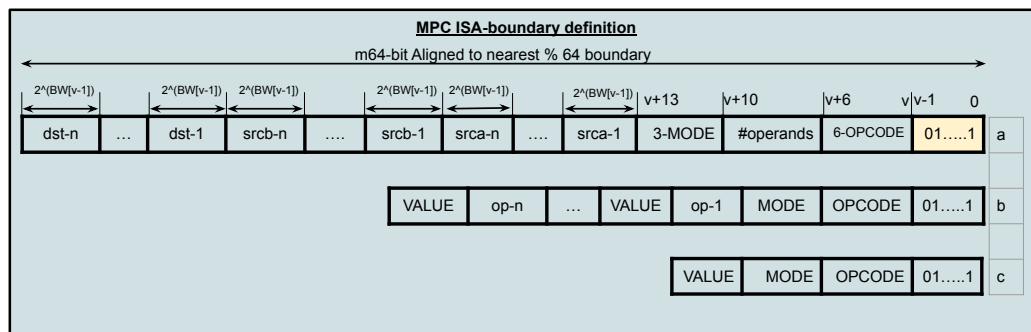 MPC ISA-boundary definition
m64-bit Aligned to nearest % 64 boundary
2^(BW[v-1]) 2^(BW[v-1]) 2^(BW[v-1]) 2^(BW[v-1]) 2^(BW[v-1]) 2^(BW[v-1]) v+13 v+10 v+6 v v-1 0
dst-n … dst-1 srcb-n …. srcb-1 srca-n …. srca-1 3-MODE #operands 6-OPCODE 01…..1 a
VALUE op-n … VALUE op-1 MODE OPCODE 01…..1 b
VALUE MODE OPCODE 01…..1 c